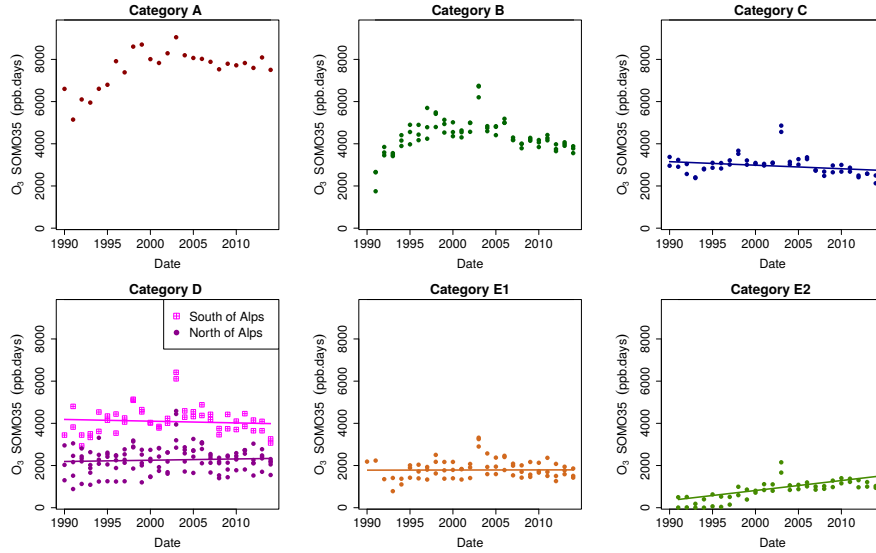 Category A
O3 SOMO35 (ppb.days)
0 2000 4000 6000 8000
1990 1995 2000 2005 2010
Date
Category B
O3 SOMO35 (ppb.days)
0 2000 4000 6000 8000
1990 1995 2000 2005 2010
Date
Category C
O3 SOMO35 (ppb.days)
0 2000 4000 6000 8000
1990 1995 2000 2005 2010
Date
Category D
South of Alps
North of Alps
O3 SOMO35 (ppb.days)
0 2000 4000 6000 8000
1990 1995 2000 2005 2010
Date
Category E1
O3 SOMO35 (ppb.days)
0 2000 4000 6000 8000
1990 1995 2000 2005 2010
Date
Category E2
O3 SOMO35 (ppb.days)
0 2000 4000 6000 8000
1990 1995 2000 2005 2010
Date